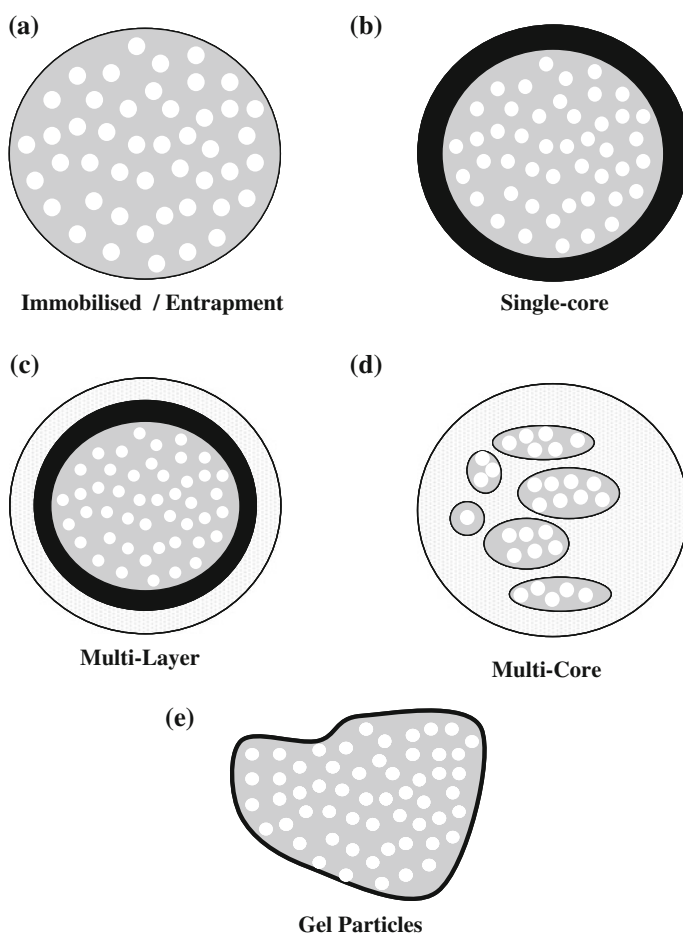 (a)
(b)
Immobilised / Entrapment
Single-core
(c)
(d)
Multi-Layer
Multi-Core
(e)
Gel Particles